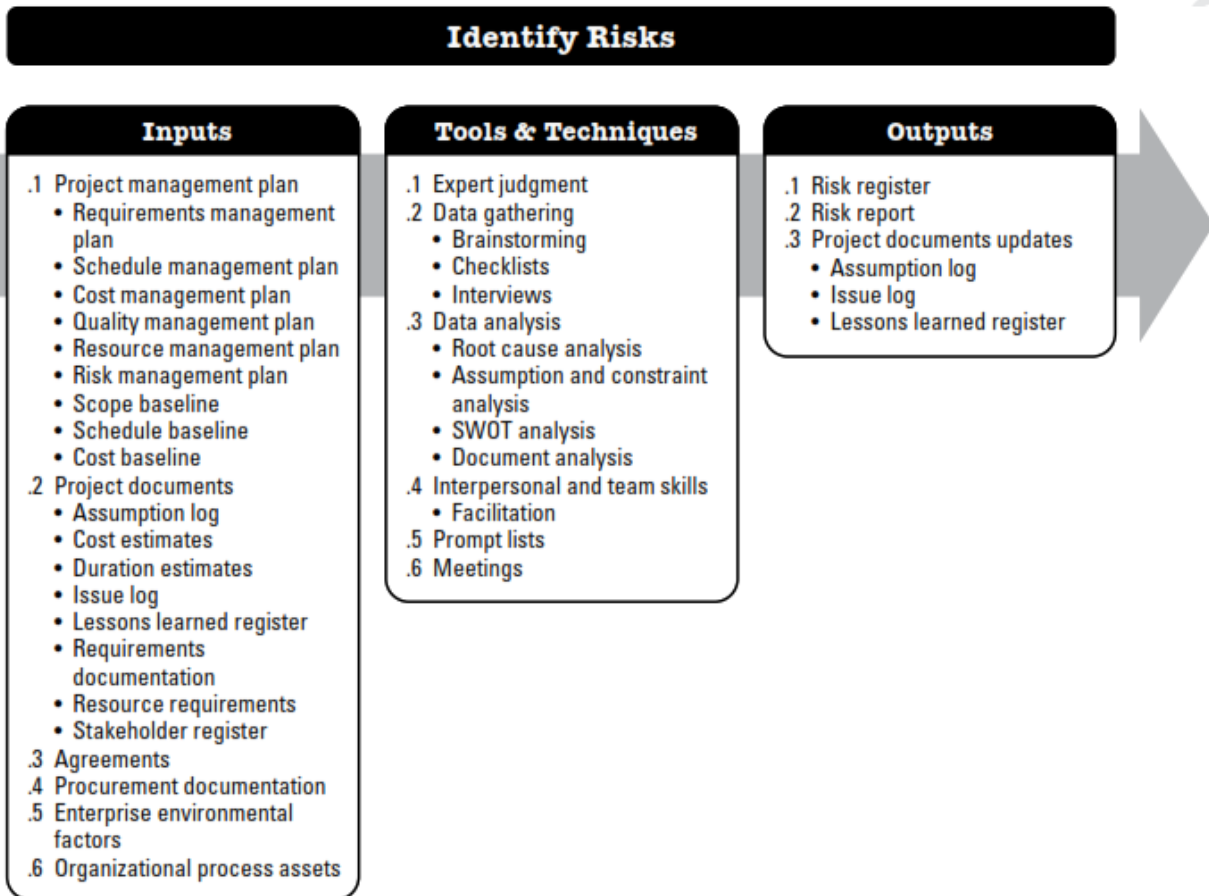 Identify Risks
Inputs
.1 Project management plan
• Requirements management
plan
• Schedule management plan
• Cost management plan
• Quality management plan
• Resource management plan
• Risk management plan
• Scope baseline
• Schedule baseline
• Cost baseline
.2 Project documents
• Assumption log
• Cost estimates
• Duration estimates
• Issue log
• Lessons learned register
• Requirements
documentation
• Resource requirements
• Stakeholder register
.3 Agreements
.4 Procurement documentation
.5 Enterprise environmental
factors
.6 Organizational process assets
Tools & Techniques
.1 Expert judgment
.2 Data gathering
• Brainstorming
• Checklists
• Interviews
.3 Data analysis
• Root cause analysis
• Assumption and constraint
analysis
• SWOT analysis
• Document analysis
.4 Interpersonal and team skills
• Facilitation
.5 Prompt lists
.6 Meetings
Outputs
.1 Risk register
.2 Risk report
.3 Project documents updates
• Assumption log
• Issue log
• Lessons learned register